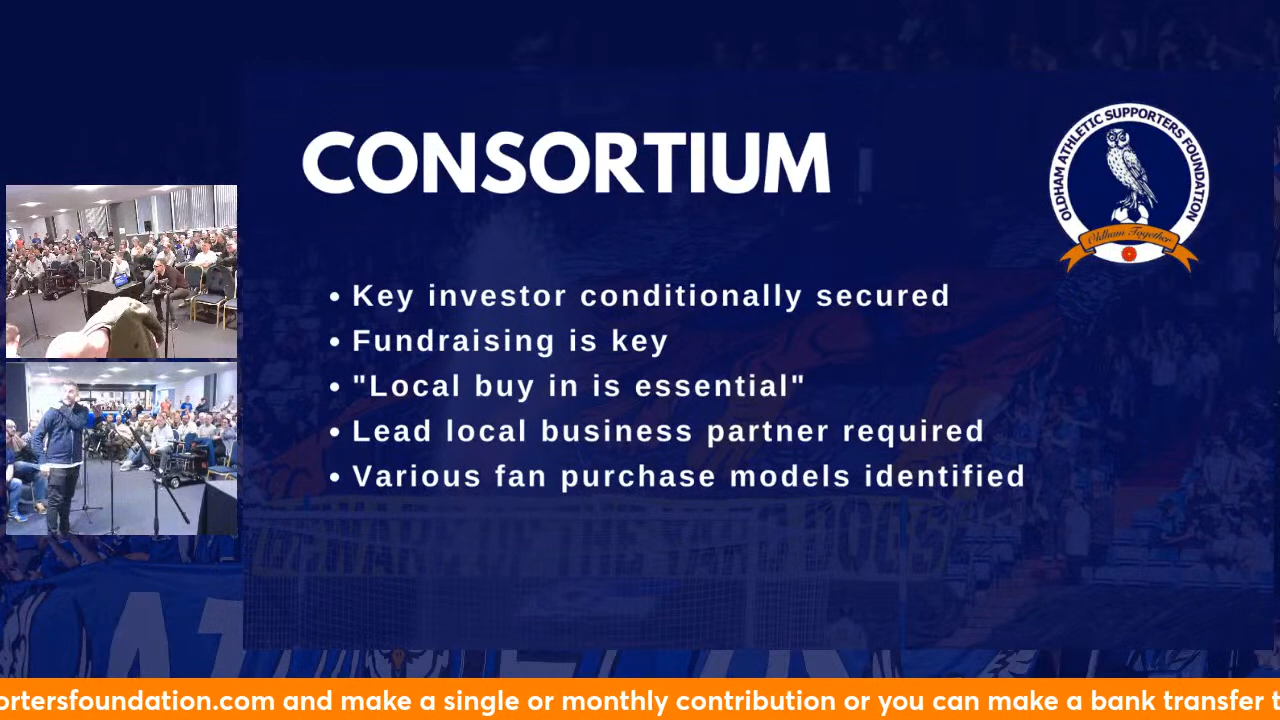 CONSORTIUM
OLDHAM ATHLETIC SUPPORTERS FOUNDATION
Oldham Together
• Key investor conditionally secured
• Fundraising is key
• "Local buy in is essential"
• Lead local business partner required
• Various fan purchase models identified
ortersfoundation.com and make a single or monthly contribution or you can make a bank transfer t